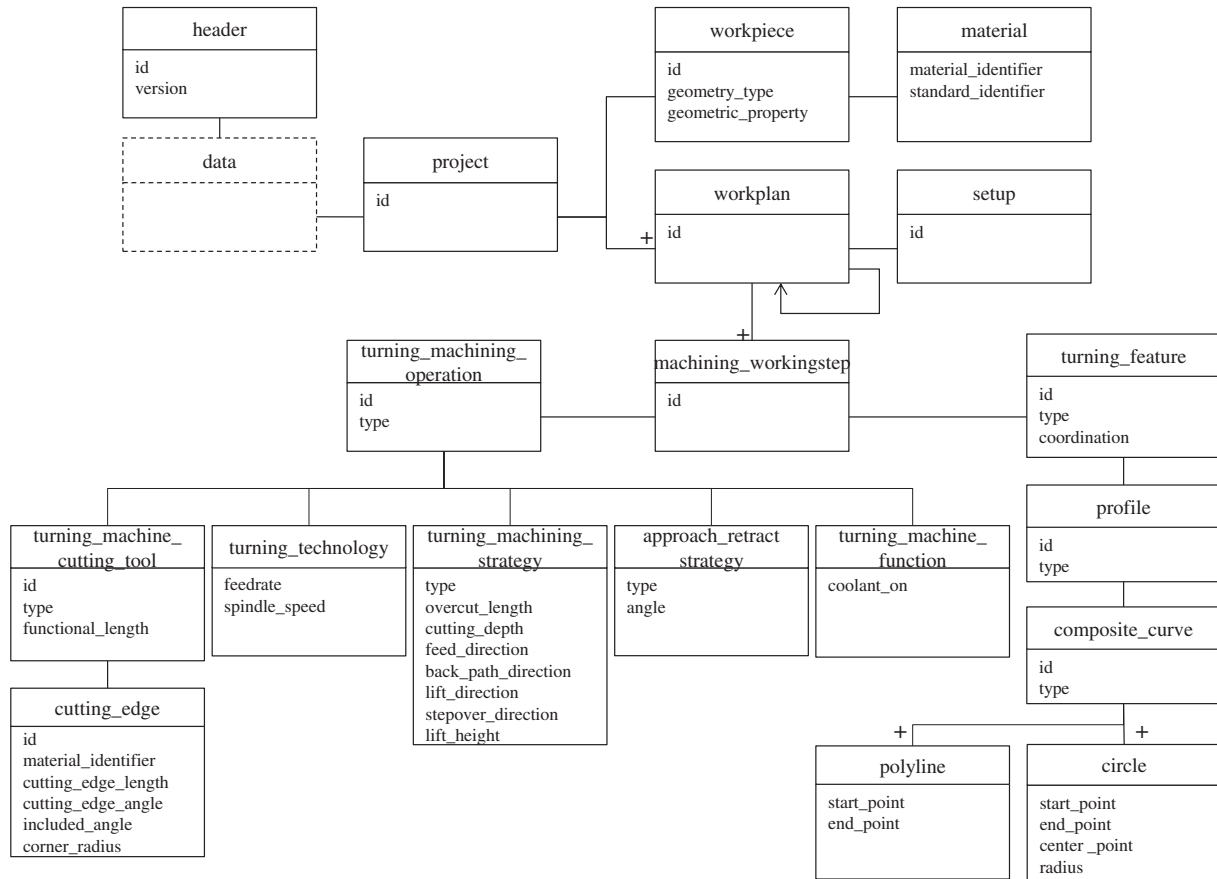 header
id
version
workpiece
id
geometry_type
geometric_property
material
material_identifier
standard_identifier
data
project
id
workplan
id
+
setup
id
turning_machining_
operation
id
type
+
machining_workingstep
id
turning_feature
id
type
coordination
turning_machine_
cutting_tool
id
type
functional_length
turning_technology
feedrate
spindle_speed
turning_machining_
strategy
type
overcut_length
cutting_depth
feed_direction
back_path_direction
lift_direction
stepover_direction
lift_height
approach_retract
strategy
type
angle
turning_machine_
function
coolant_on
profile
id
type
composite_curve
id
type
cutting_edge
id
material_identifier
cutting_edge_length
cutting_edge_angle
included_angle
corner_radius
+
polyline
start_point
end_point
+
circle
start_point
end_point
center _point
radius